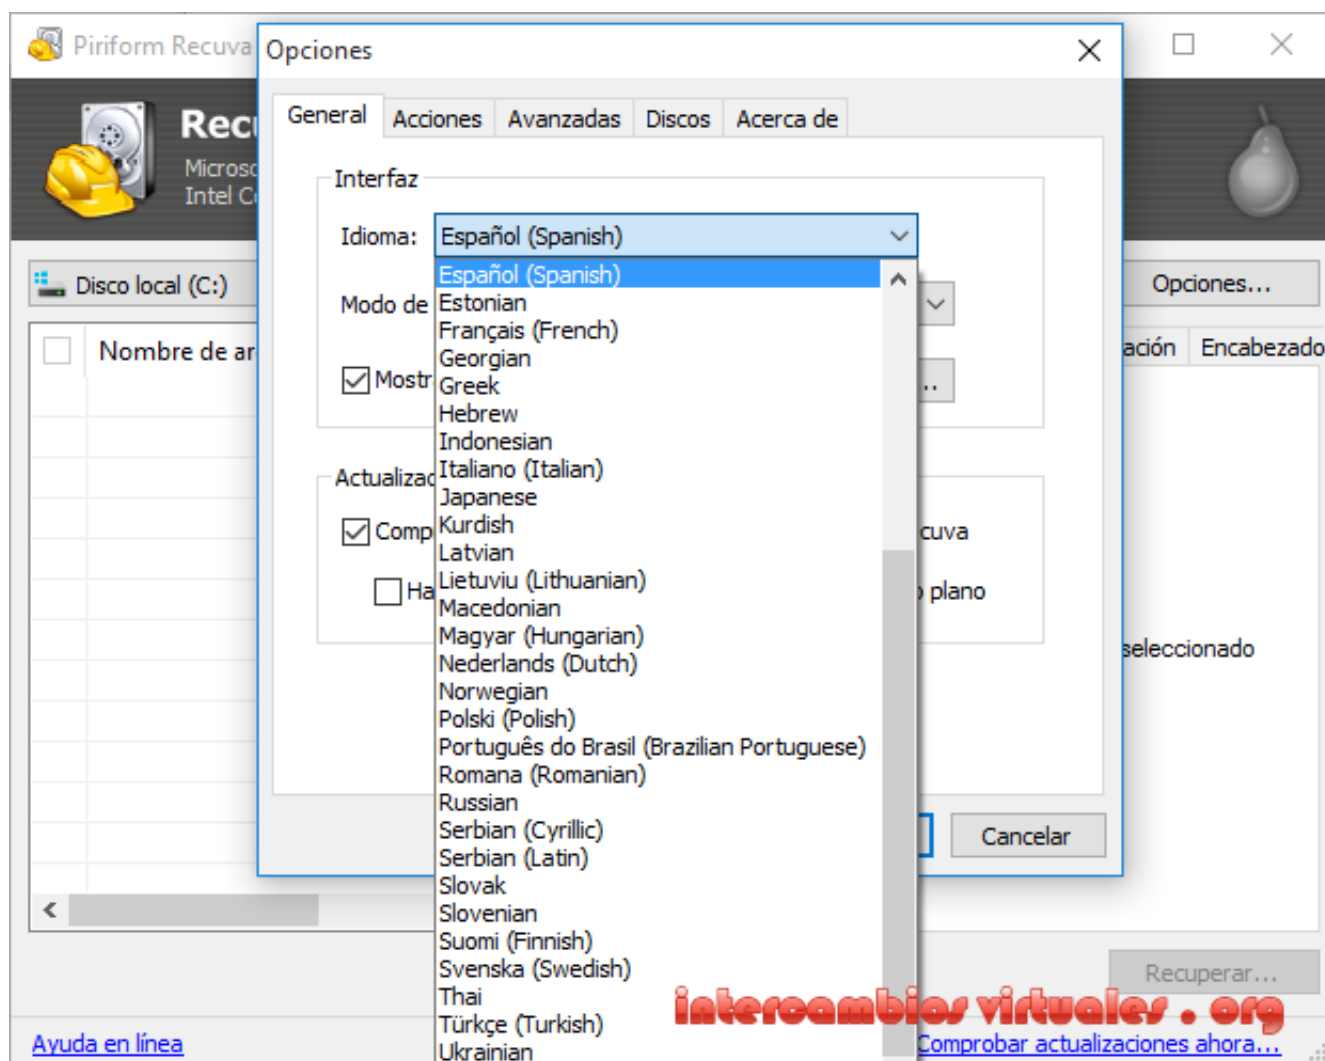 Piriform Recuva
Opciones
Microso
Intel C
General Acciones Avanzadas Discos Acerca de
Interfaz
Idioma: Español (Spanish)
Disco local (C:)
Opciones...
Modo de
Nombre de ar
ación Encabezado
Mostr
..
Español (Spanish)
Estonian
Français (French)
Georgian
Greek
Hebrew
Indonesian
Italiano (Italian)
Japanese
Kurdish
Latvian
Lietuviu (Lithuanian)
Macedonian
Magyar (Hungarian)
Nederlands (Dutch)
Norwegian
Polski (Polish)
Português do Brasil (Brazilian Portuguese)
Romana (Romanian)
Russian
Serbian (Cyrillic)
Serbian (Latin)
Slovak
Slovenian
Suomi (Finnish)
Svenska (Swedish)
Thai
Türkçe (Turkish)
Ukrainian
Actualizac
Comp
cuva
Ha
o plano
seleccionado
Cancelar
Recuperar...
intercambios virtuales . org
Ayuda en línea
Comprobar actualizaciones ahora...